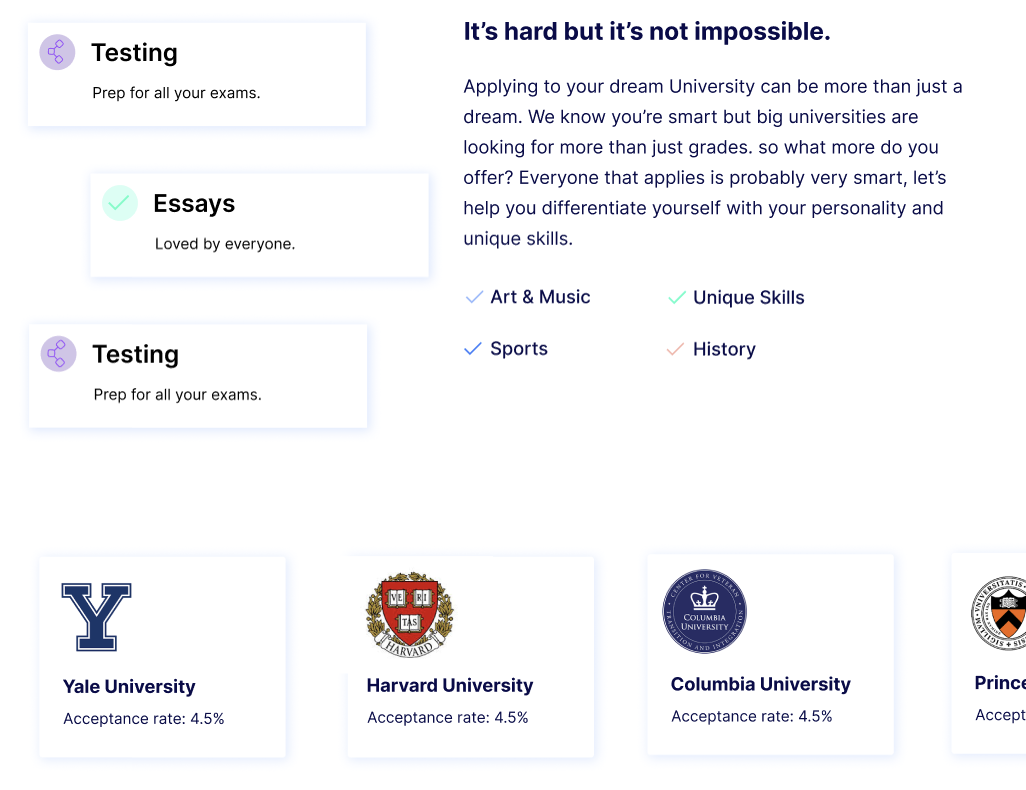 Testing
Prep for all your exams.
Essays
Loved by everyone.
Testing
Prep for all your exams.
It’s hard but it’s not impossible.
Applying to your dream University can be more than just a
dream. We know you’re smart but big universities are
looking for more than just grades. so what more do you
offer? Everyone that applies is probably very smart, let’s
help you differentiate yourself with your personality and
unique skills.
Art & Music
Unique Skills
Sports
History
Y
Yale University
Acceptance rate: 4.5%
VE RI
TAS
HARVARD
Harvard University
Acceptance rate: 4.5%
CENTER FOR VETERAN
COLUMBIA
UNIVERSITY
TRANSITION AND INTEGRATION
Columbia University
Acceptance rate: 4.5%
Prince
Accept